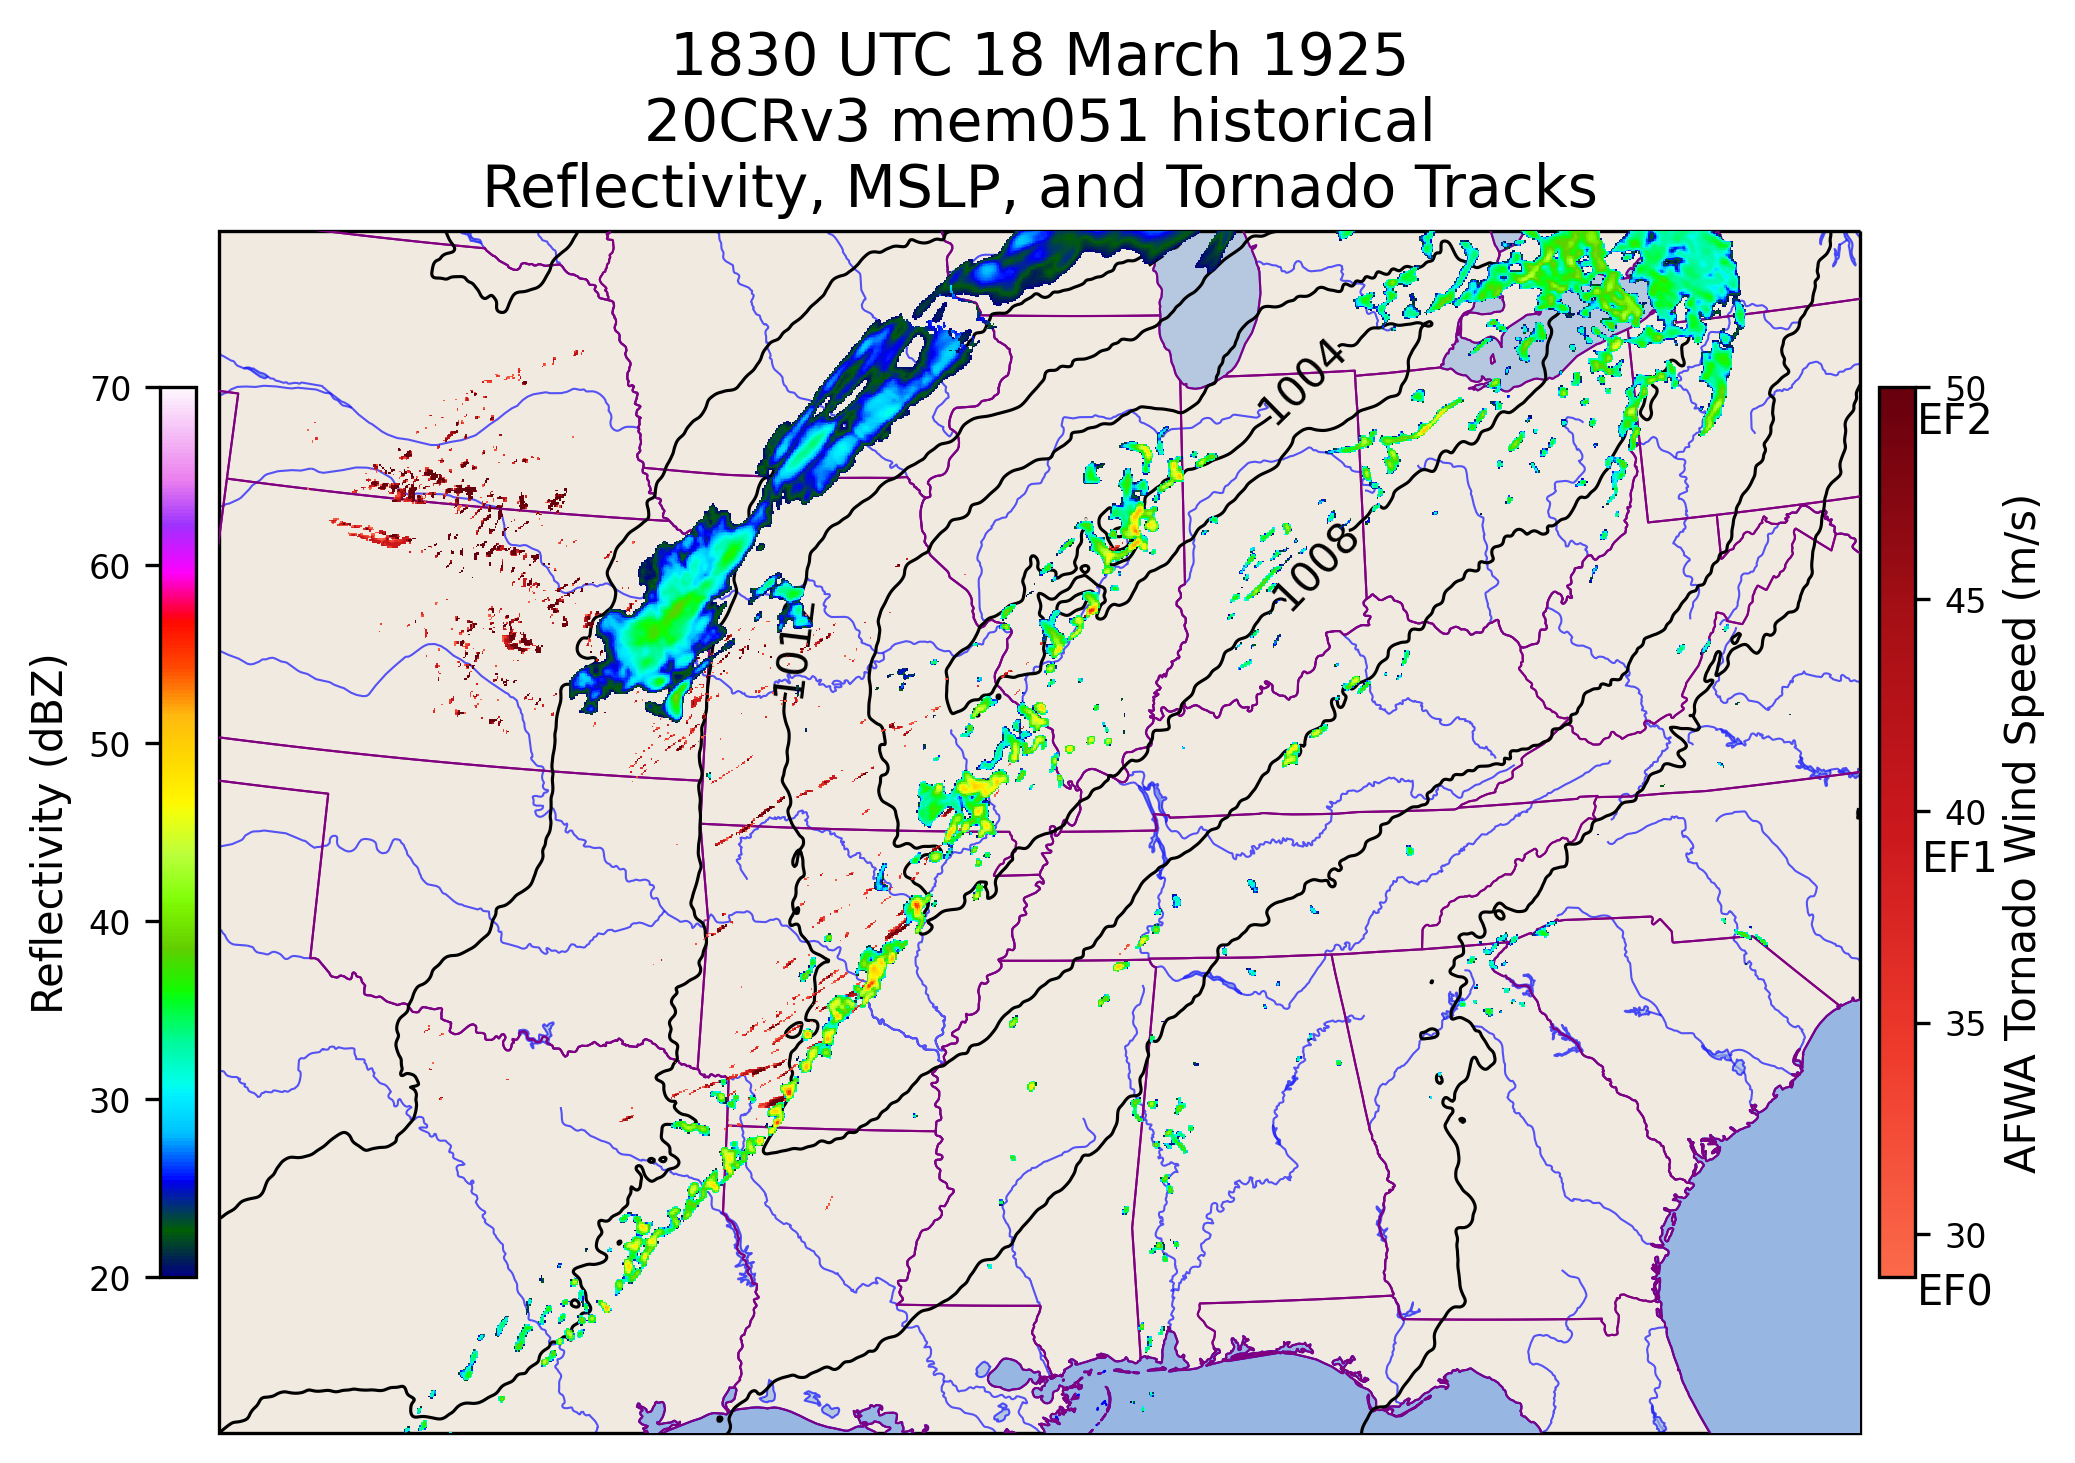 1830 UTC 18 March 1925
20CRv3 mem051 historical
Reflectivity, MSLP, and Tornado Tracks
1004
1008
Reflectivity (dBZ)
70
60
50
40
30
20
AFWA Tornado Wind Speed (m/s)
50
EF2
45
40
EF1
35
30
EF0